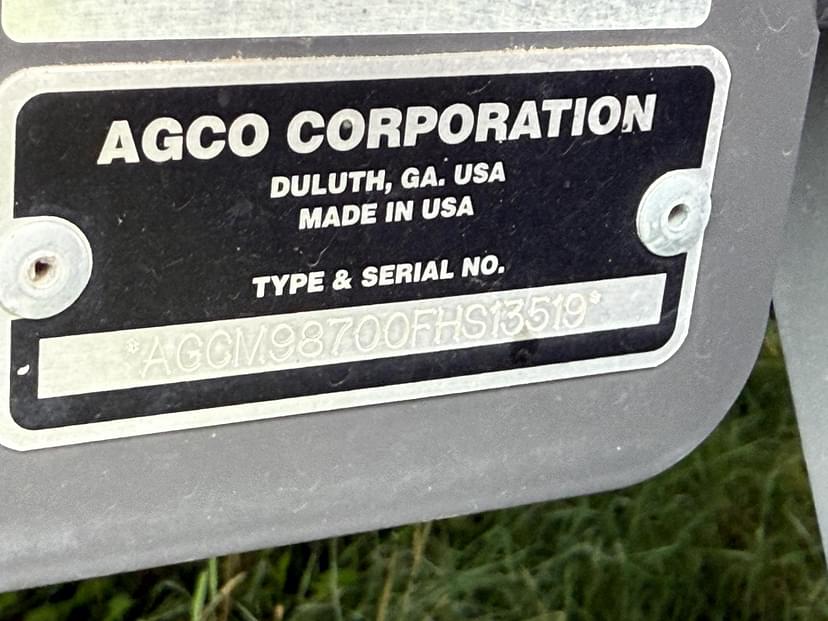 AGCO CORPORATION
DULUTH, GA. USA
MADE IN USA
TYPE & SERIAL NO.
*AGCM98700FHS13519*